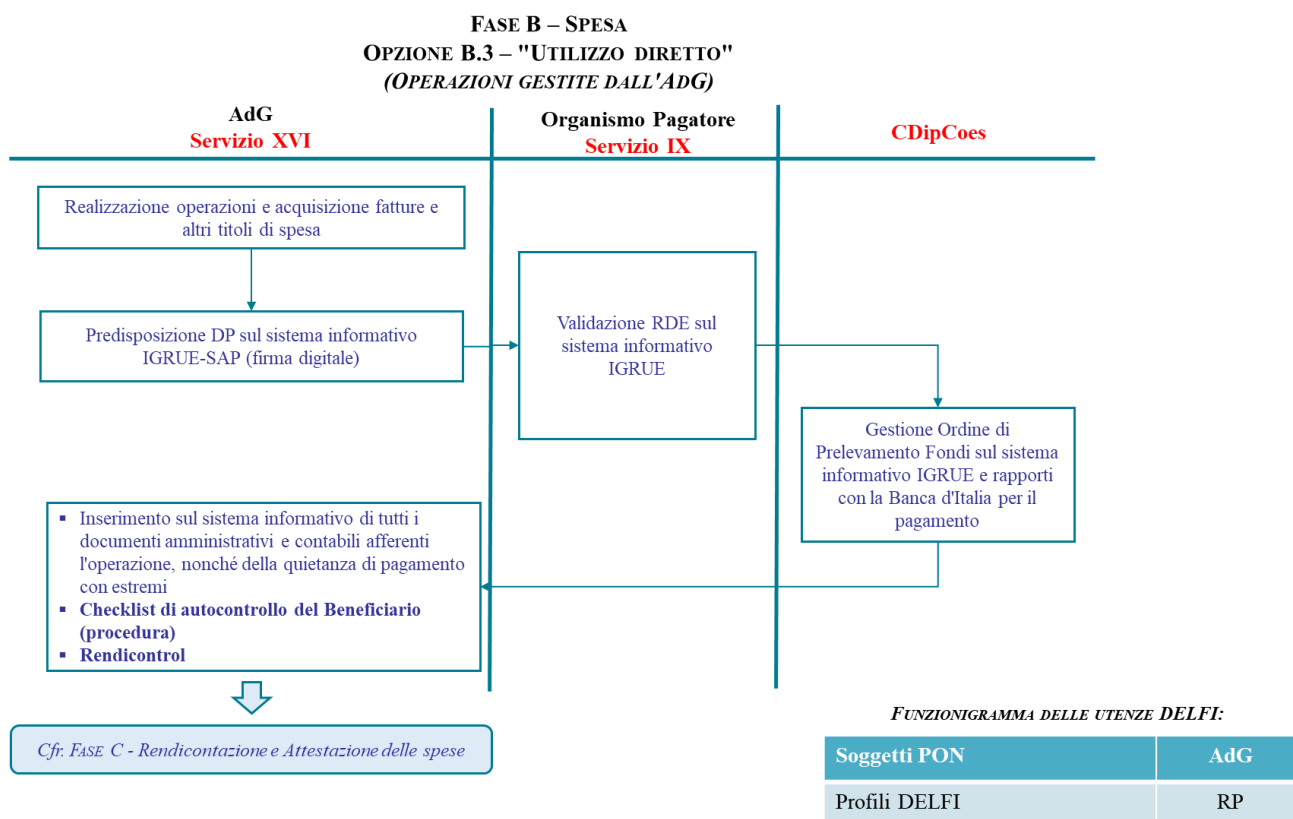 FASE B – SPESA
OPZIONE B.3 – "UTILIZZO DIRETTO"
(OPERAZIONI GESTITE DALL'ADG)
AdG
Servizio XVI
Organismo Pagatore
Servizio IX
CDipCoes
Realizzazione operazioni e acquisizione fatture e
altri titoli di spesa
Predisposizione DP sul sistema informativo
IGRUE-SAP (firma digitale)
Validazione RDE sul
sistema informativo
IGRUE
Gestione Ordine di
Prelevamento Fondi sul sistema
informativo IGRUE e rapporti
con la Banca d'Italia per il
pagamento
▪ Inserimento sul sistema informativo di tutti i
documenti amministrativi e contabili afferenti
l'operazione, nonché della quietanza di pagamento
con estremi
▪ Checklist di autocontrollo del Beneficiario
(procedura)
▪ Rendicontrol
Cfr. FASE C - Rendicontazione e Attestazione delle spese
FUNZIONIGRAMMA DELLE UTENZE DELFI:
Soggetti PON AdG
Profili DELFI RP